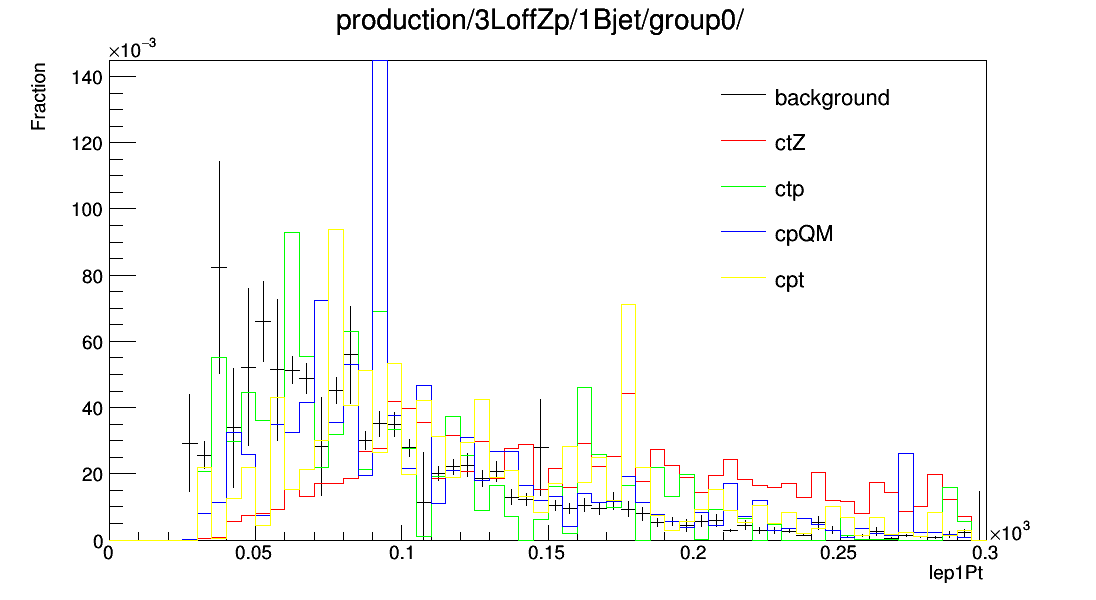 production/3LoffZp/1Bjet/group0/
×10⁻³
Fraction
140
120
100
80
60
40
20
0
background
ctZ
ctp
cpQM
cpt
0 0.05 0.1 0.15 0.2 0.25 0.3
×10³
lep1Pt